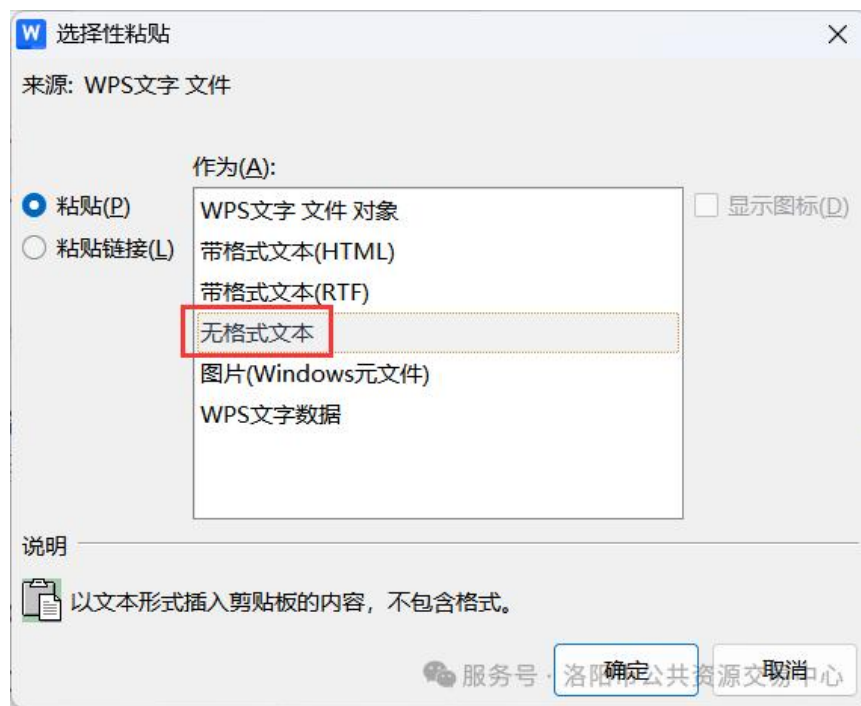 W 选择性粘贴
来源: WPS文字 文件
作为(A):
粘贴(P)
粘贴链接(L)
WPS文字 文件 对象
带格式文本(HTML)
带格式文本(RTF)
无格式文本
图片(Windows元文件)
WPS文字数据
显示图标(D)
说明
以文本形式插入剪贴板的内容，不包含格式。
确定
取消
服务号 · 洛阳市公共资源交易中心